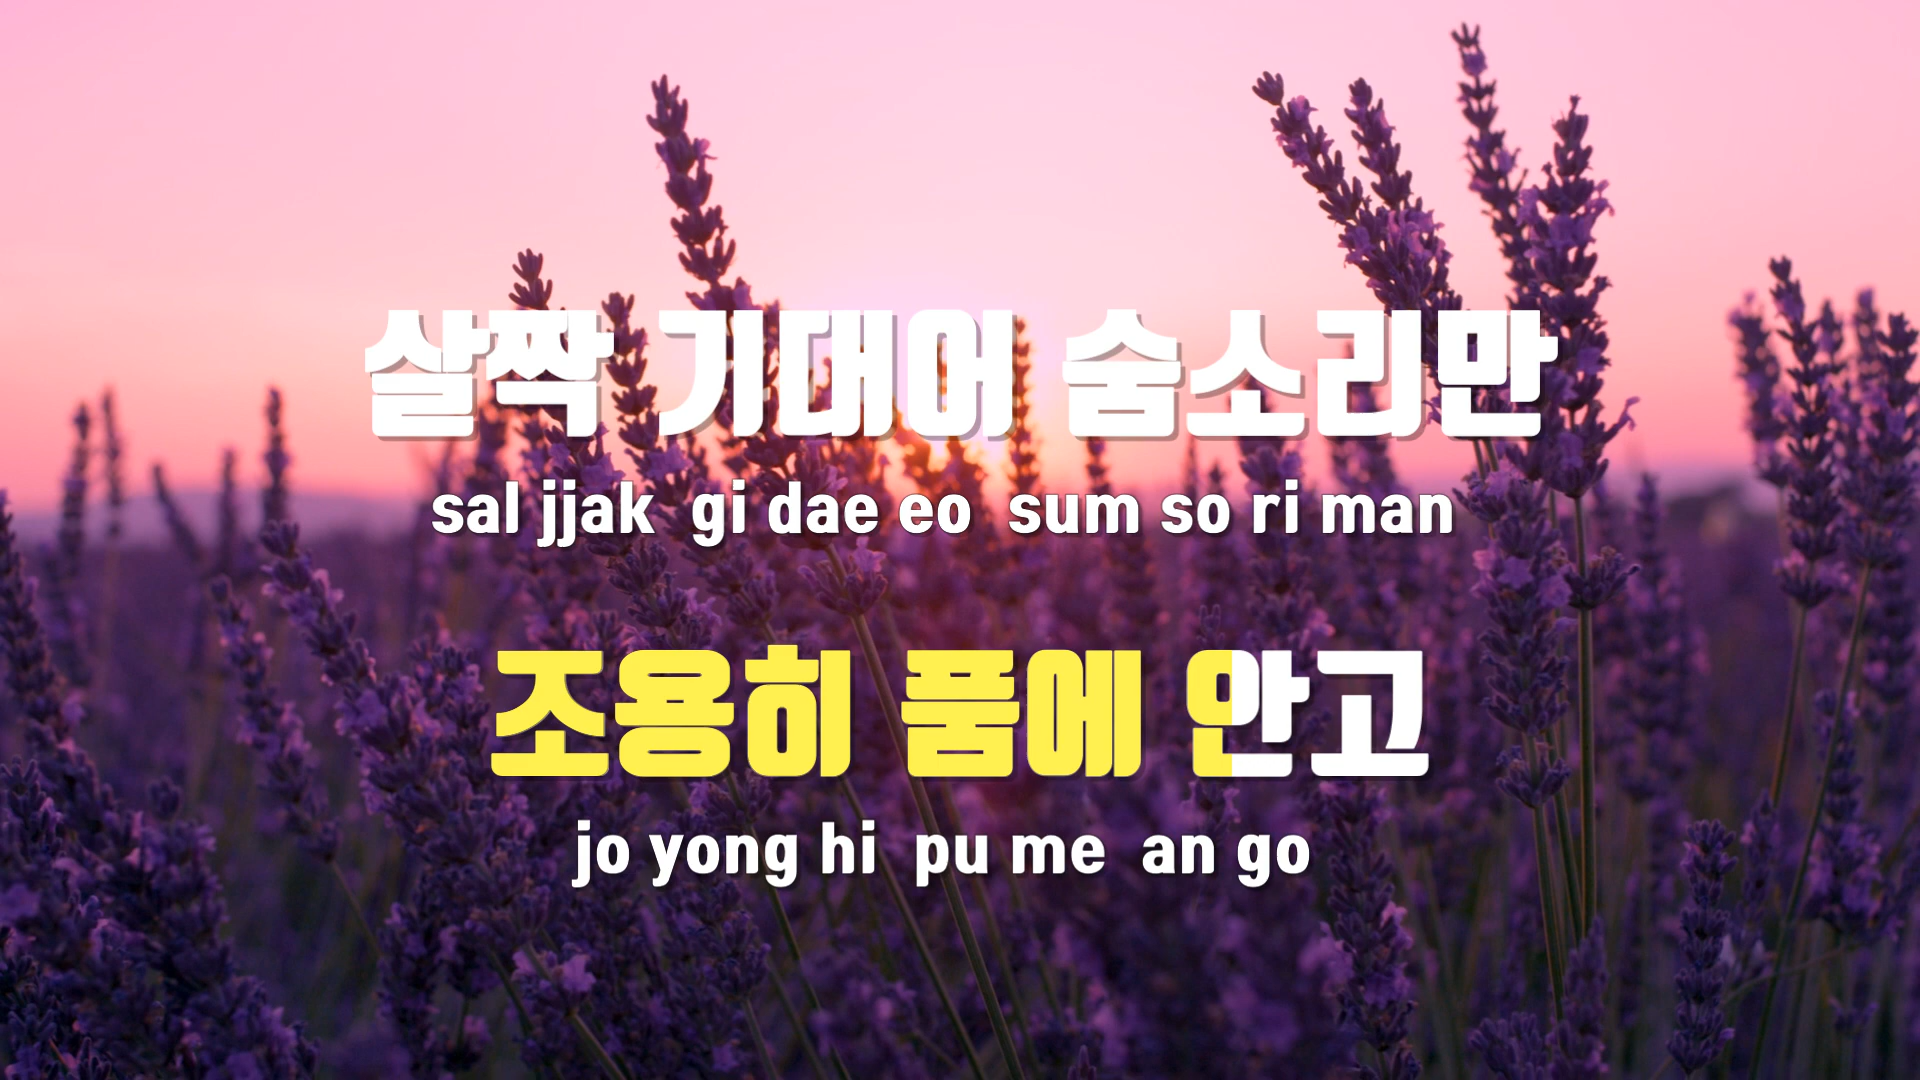 살짝 기대어 숨소리만
sal jjak gi dae eo sum so ri man
조용히 품에 안고
jo yong hi pu me an go